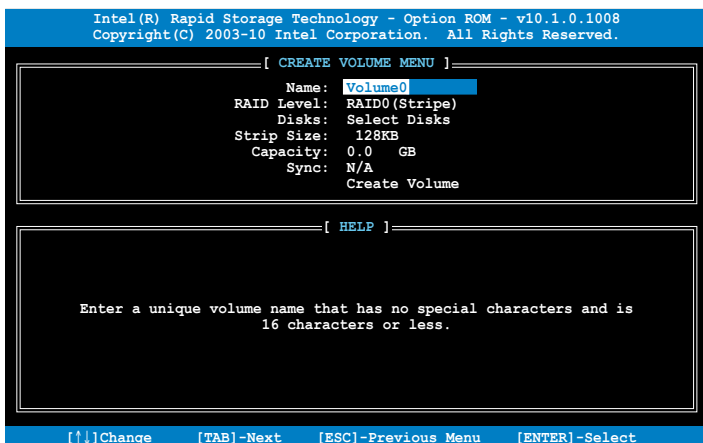 Intel(R) Rapid Storage Technology - Option ROM - v10.1.0.1008
Copyright(C) 2003-10 Intel Corporation. All Rights Reserved.
[ CREATE VOLUME MENU ]
Name: Volume0
RAID Level: RAID0(Stripe)
Disks: Select Disks
Strip Size: 128KB
Capacity: 0.0 GB
Sync: N/A
Create Volume
[ HELP ]
Enter a unique volume name that has no special characters and is
16 characters or less.
[↑↓]Change [TAB]-Next [ESC]-Previous Menu [ENTER]-Select